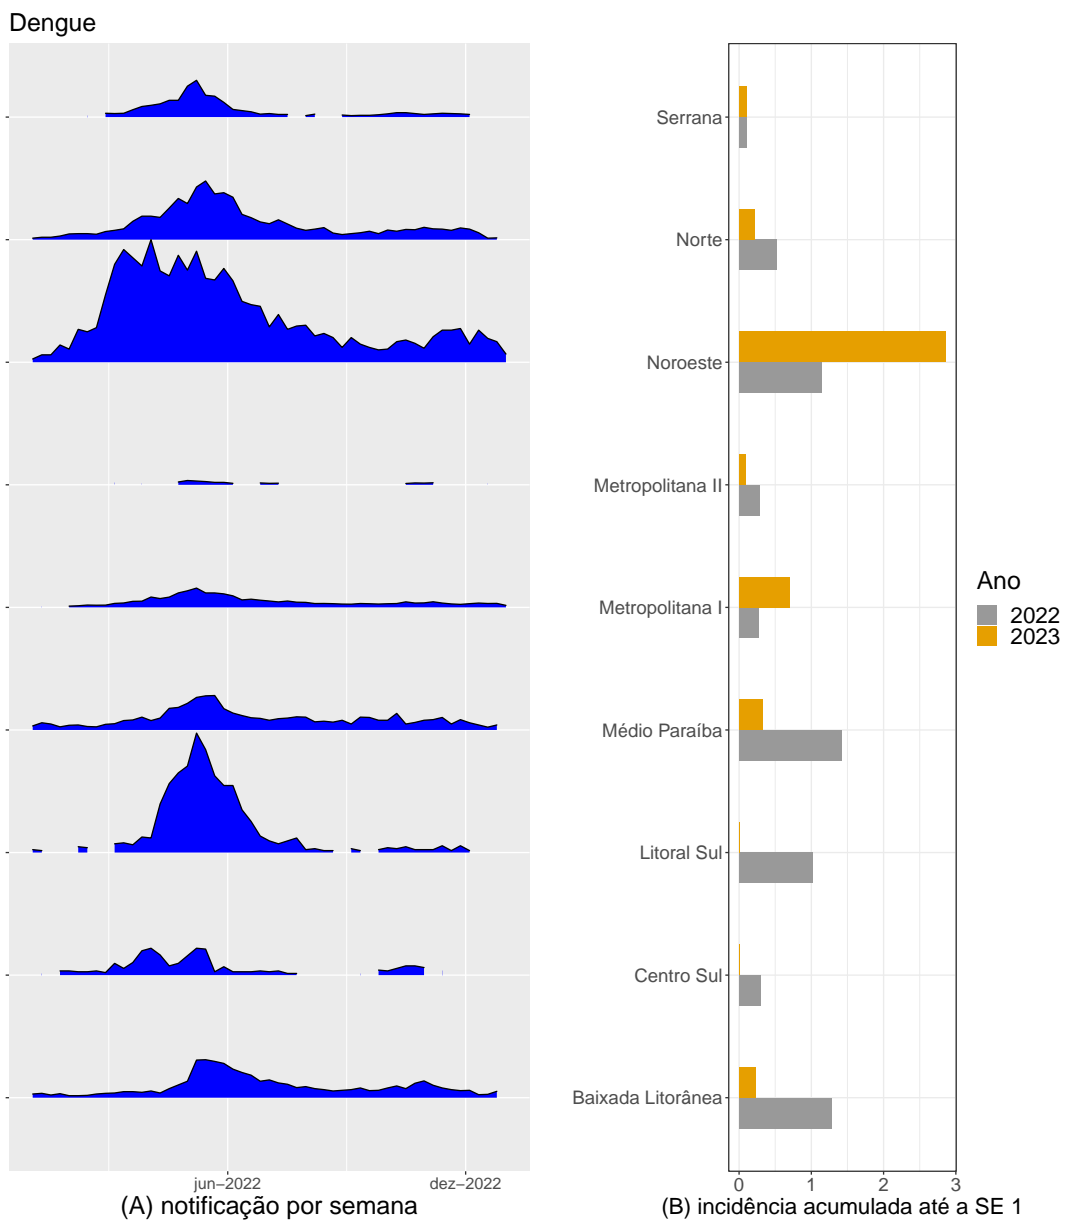 Dengue
Serrana
Norte
Noroeste
Metropolitana II
Metropolitana I
Médio Paraíba
Litoral Sul
Centro Sul
Baixada Litorânea
Ano
2022
2023
jun−2022 dez−2022
0 1 2 3
(A) notificação por semana
(B) incidência acumulada até a SE 1